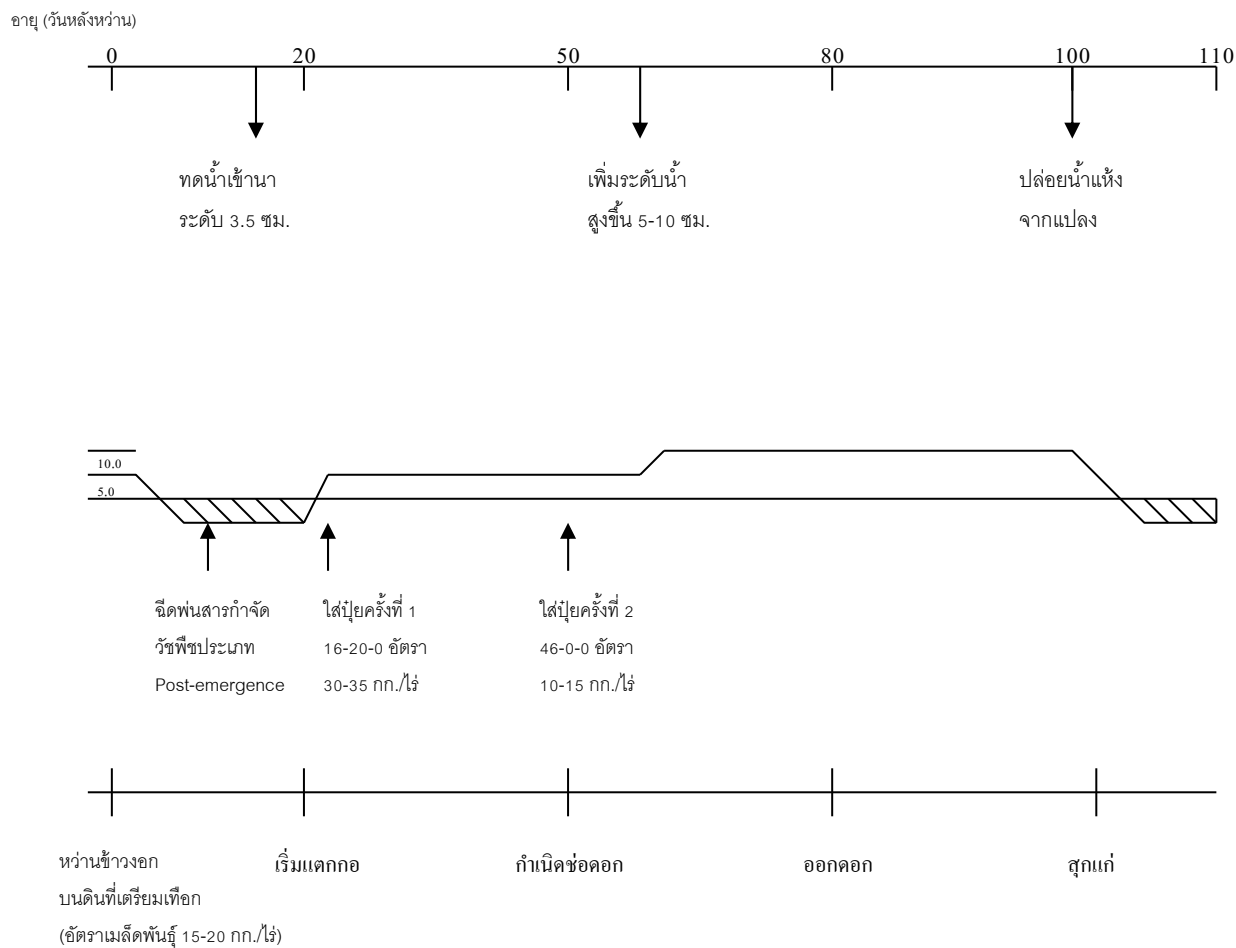 อายุ (วันหลังหว่าน)
0 20 50 80 100 110
ทดน้ำเข้านา
ระดับ 3.5 ซม.
เพิ่มระดับน้ำ
สูงขึ้น 5-10 ซม.
ปล่อยน้ำแห้ง
จากแปลง
10.0
5.0
ฉีดพ่นสารกำจัด
วัชพืชประเภท
Post-emergence
ใส่ปุ๋ยครั้งที่ 1
16-20-0 อัตรา
30-35 กก./ไร่
ใส่ปุ๋ยครั้งที่ 2
46-0-0 อัตรา
10-15 กก./ไร่
หว่านข้าวงอก
บนดินที่เตรียมเทือก
(อัตราเมล็ดพันธุ์ 15-20 กก./ไร่)
เริ่มแตกกอ
กำเนิดช่อดอก
ออกดอก
สุกแก่